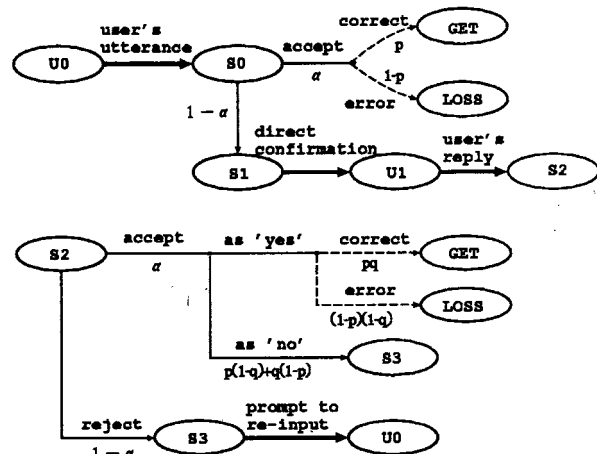 user's
utterance
U0
S0
accept
α
correct
p
GET
1-p
error
LOSS
1 - α
direct
confirmation
S1
U1
user's
reply
S2
S2
accept
α
as 'yes'
correct
pq
GET
error
(1-p)(1-q)
LOSS
as 'no'
p(1-q)+q(1-p)
S3
reject
1 - α
S3
prompt to
re-input
U0